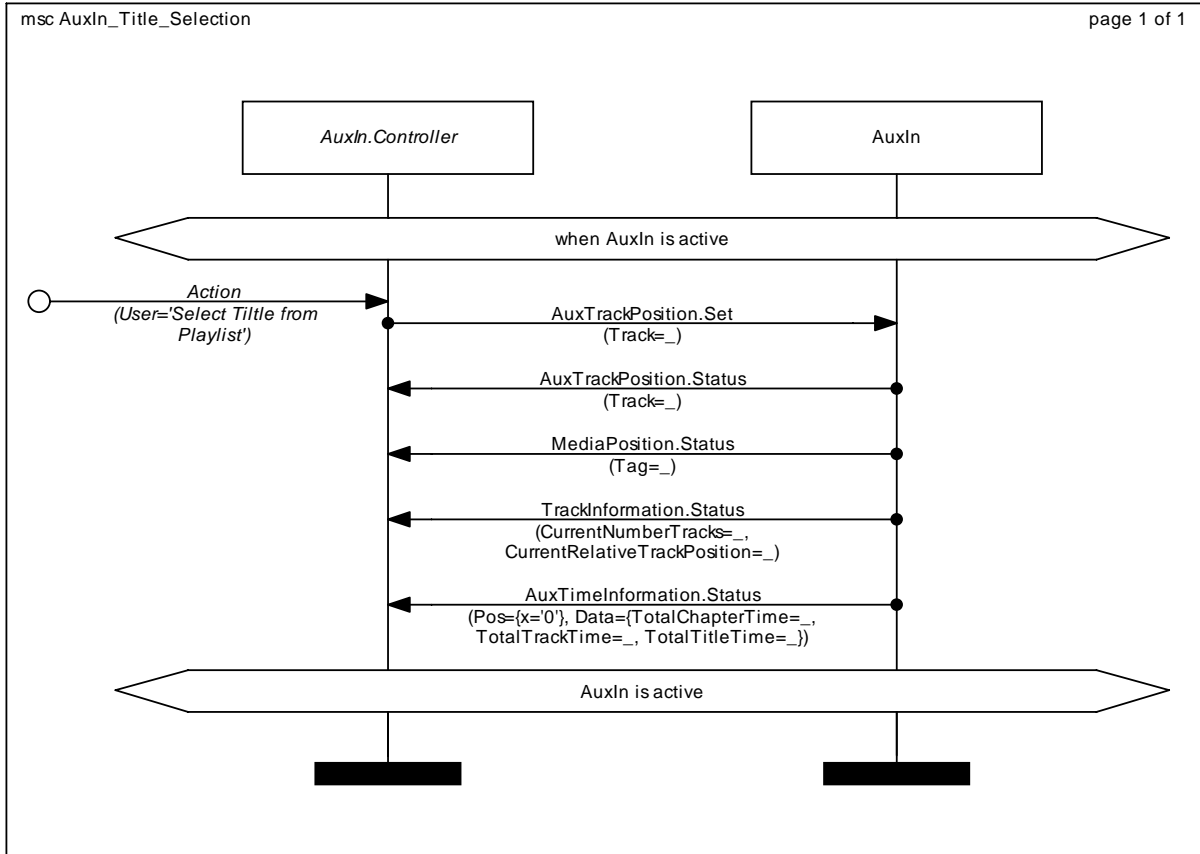 msc AuxIn_Title_Selection
page 1 of 1
AuxIn.Controller
AuxIn
when AuxIn is active
Action
(User='Select Tiltle from
Playlist')
AuxTrackPosition.Set
(Track=_)
AuxTrackPosition.Status
(Track=_)
MediaPosition.Status
(Tag=_)
TrackInformation.Status
(CurrentNumberTracks=_,
CurrentRelativeTrackPosition=_)
AuxTimeInformation.Status
(Pos={x='0'}, Data={TotalChapterTime=_,
TotalTrackTime=_, TotalTitleTime=_})
AuxIn is active